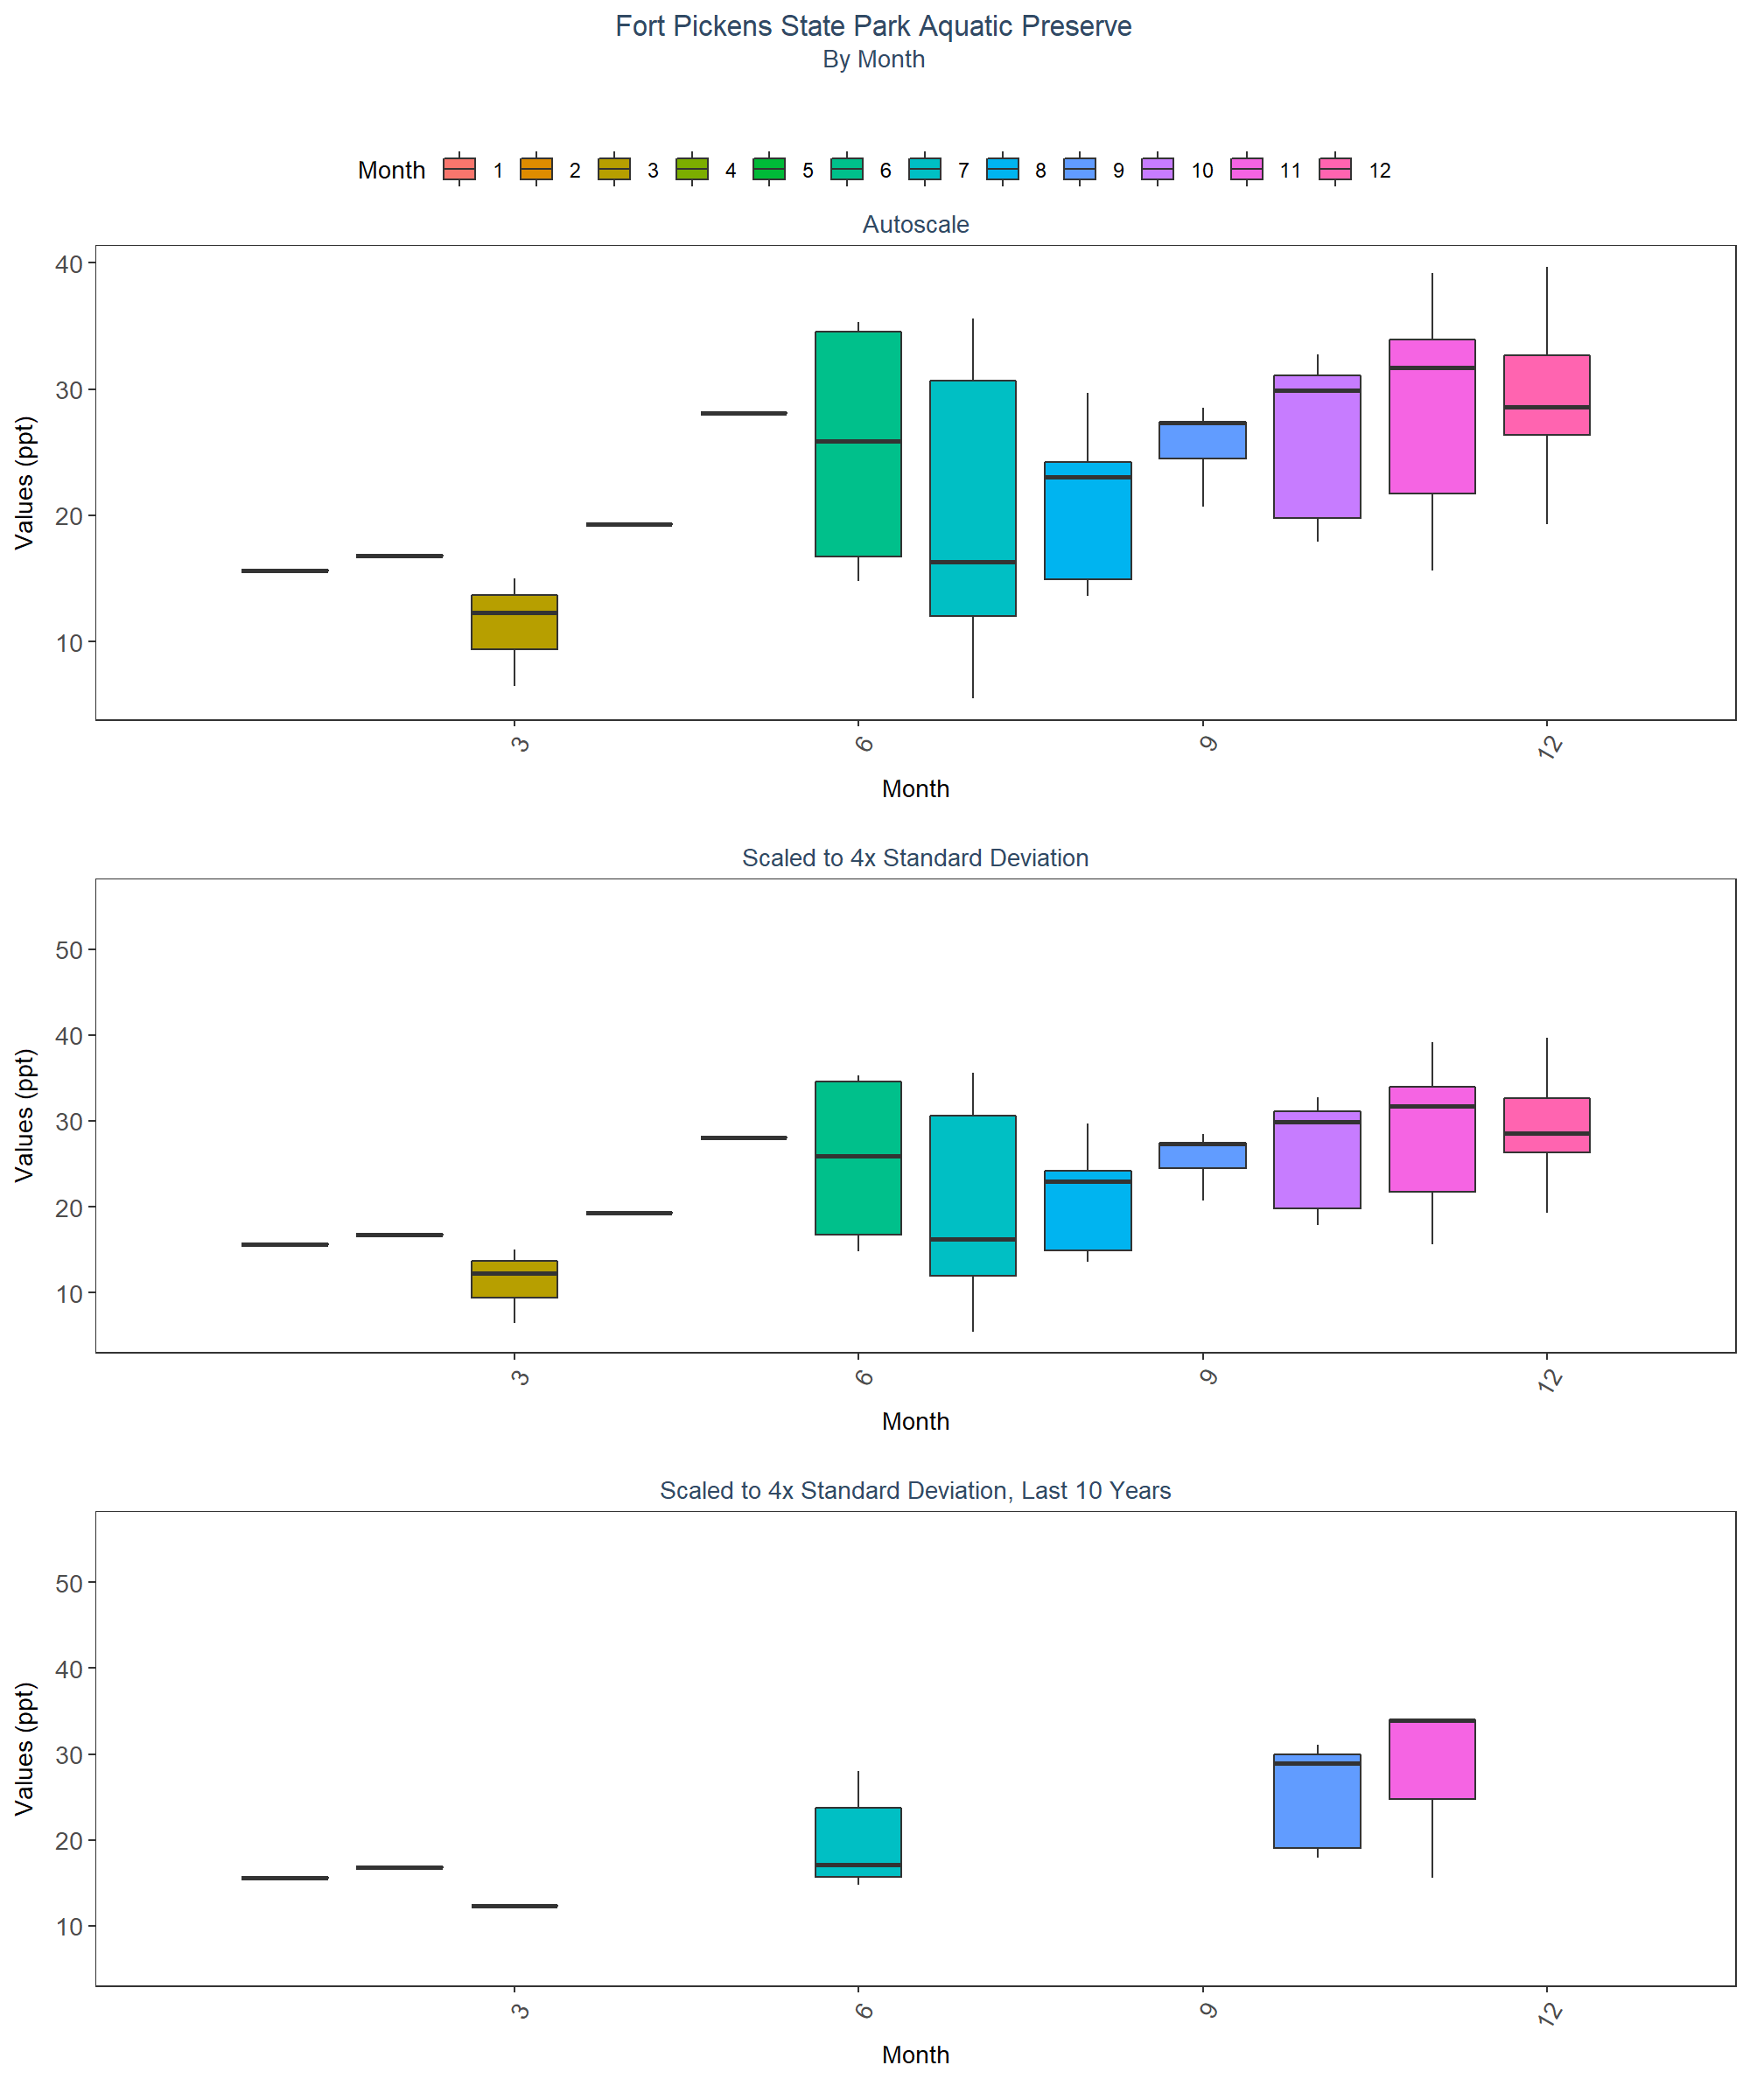 Fort Pickens State Park Aquatic Preserve
By Month
Month 1 2 3 4 5 6 7 8 9 10 11 12
Autoscale
Values (ppt)
40
30
20
10
3 6 9 12
Month
Scaled to 4x Standard Deviation
Values (ppt)
50
40
30
20
10
3 6 9 12
Month
Scaled to 4x Standard Deviation, Last 10 Years
Values (ppt)
50
40
30
20
10
3 6 9 12
Month